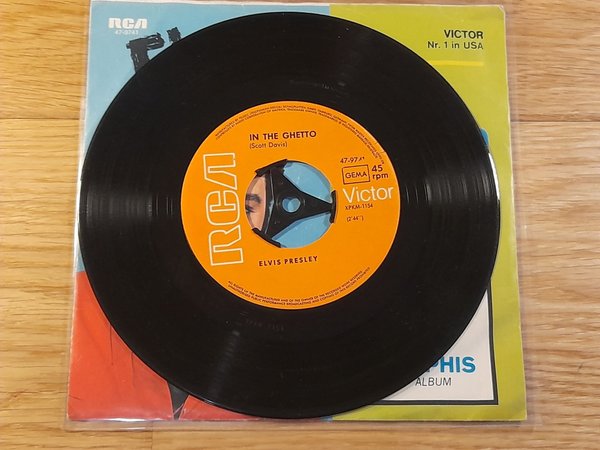 RCA
47-9741
VICTOR
Nr. 1 in USA
IN THE GHETTO
(Scott Davis)
47-9741
GEMA
45
rpm
RCA
Victor
XPKM-1154
(2'44")
ELVIS PRESLEY
PHIS
ALBUM